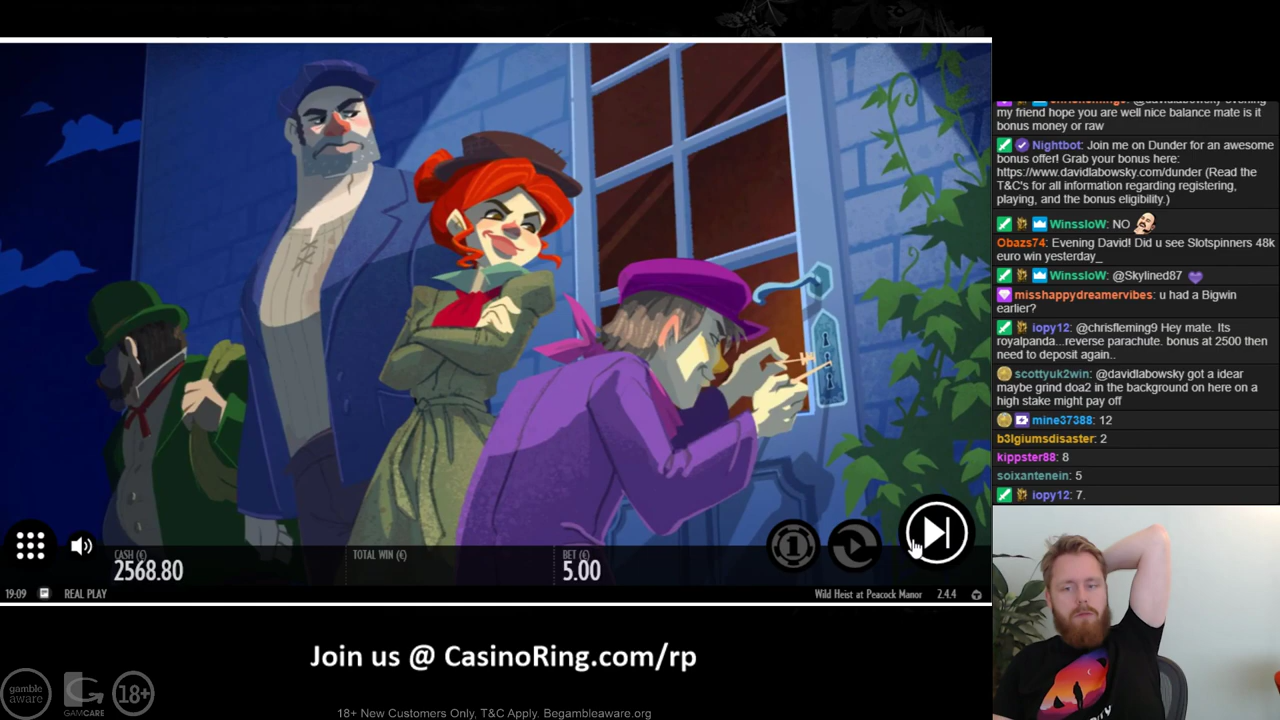 CASH (€)
2568.80
TOTAL WIN (€)
BET (€)
5.00
19:09
REAL PLAY
Wild Heist at Peacock Manor 2.4.4
my friend hope you are well nice balance mate is it
bonus money or raw
Nightbot: Join me on Dunder for an awesome
bonus offer! Grab your bonus here:
https://www.davidlabowsky.com/dunder (Read the
T&C's for all information regarding registering,
playing, and the bonus eligibility.)
WinssloW: NO
Obazs74: Evening David! Did u see Slotspinners 48k
euro win yesterday_
WinssloW: @Skylined87
misshappydreamervibes: u had a Bigwin
earlier?
iopy12: @chrisfleming9 Hey mate. Its
royalpanda...reverse parachute. bonus at 2500 then
need to deposit again..
scottyuk2win: @davidlabowsky got a idear
maybe grind doa2 in the background on here on a
high stake might pay off
mine37388: 12
b3lgiumsdisaster: 2
kippster88: 8
soixantenein: 5
iopy12: 7.
Join us @ CasinoRing.com/rp
gamble
aware
GAMCARE
18+
18+ New Customers Only, T&C Apply. Begambleaware.org